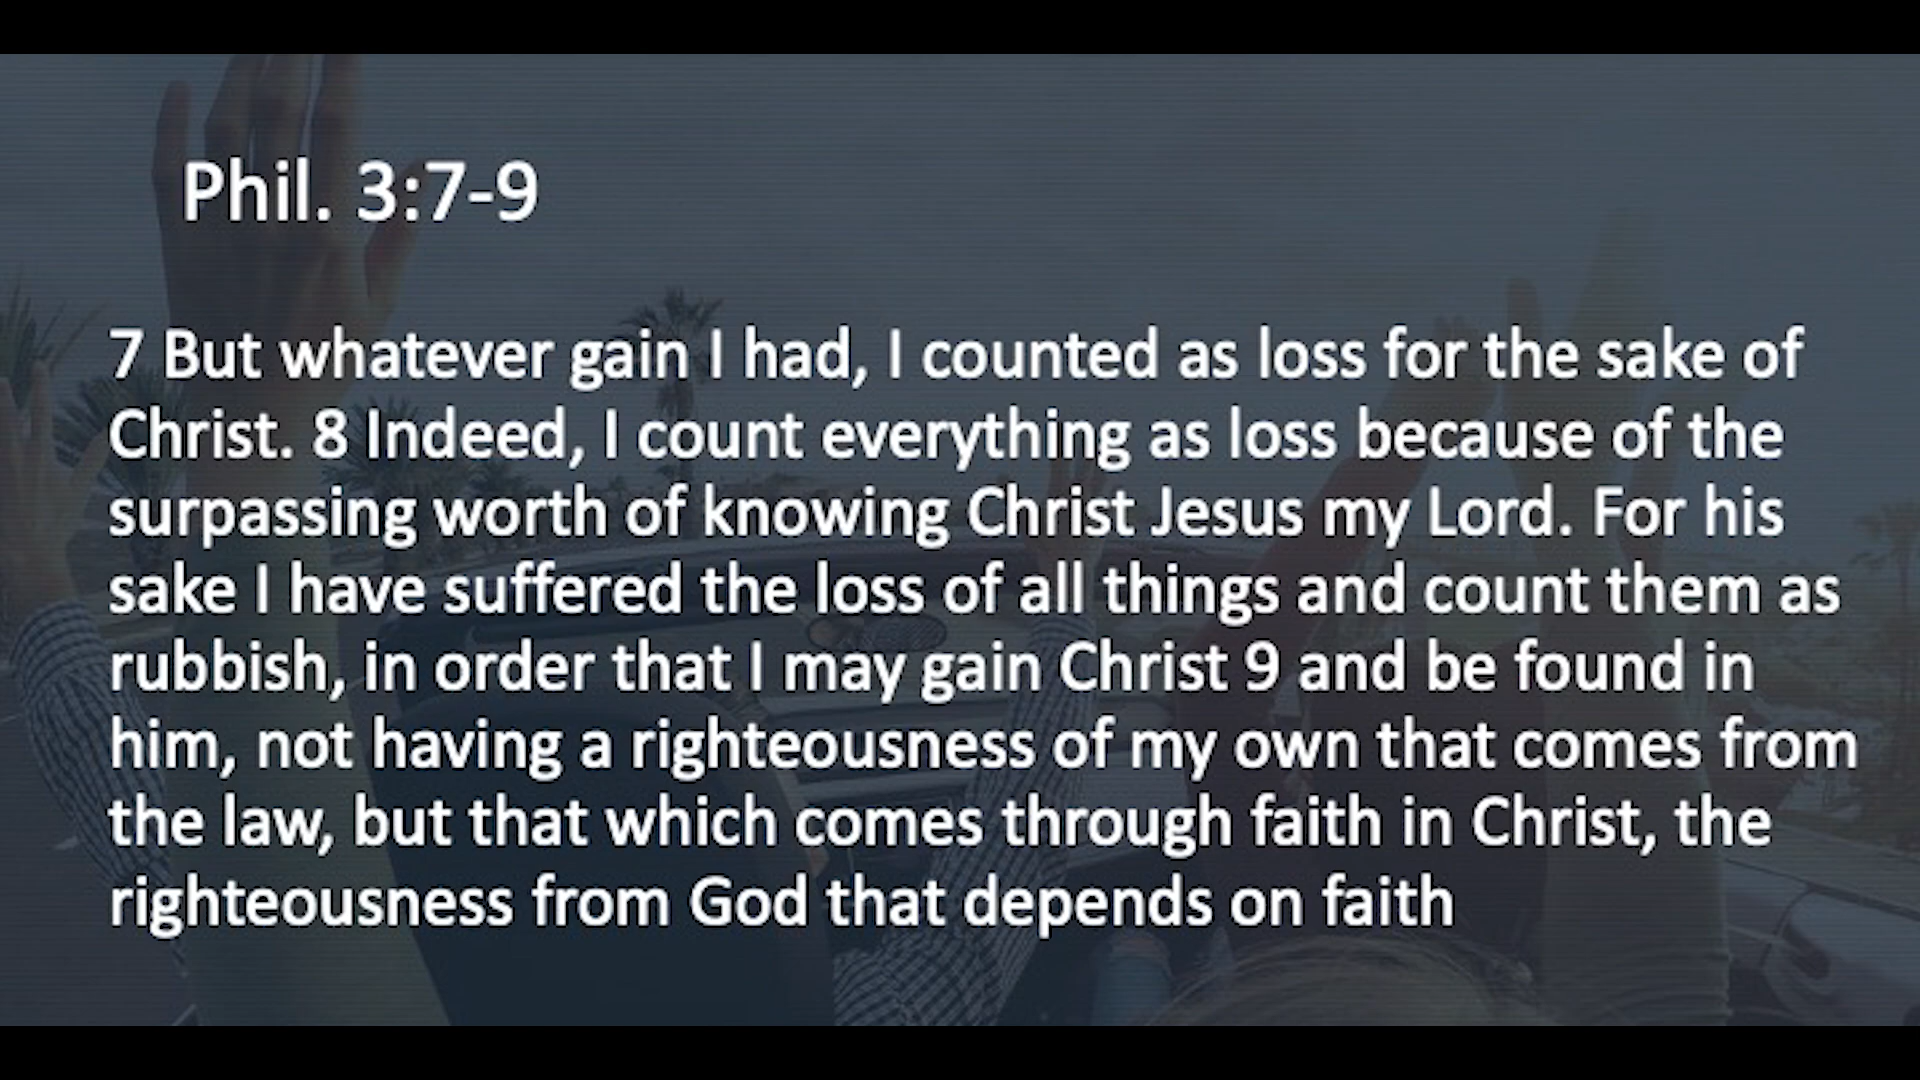 Phil. 3:7-9
7 But whatever gain I had, I counted as loss for the sake of
Christ. 8 Indeed, I count everything as loss because of the
surpassing worth of knowing Christ Jesus my Lord. For his
sake I have suffered the loss of all things and count them as
rubbish, in order that I may gain Christ 9 and be found in
him, not having a righteousness of my own that comes from
the law, but that which comes through faith in Christ, the
righteousness from God that depends on faith